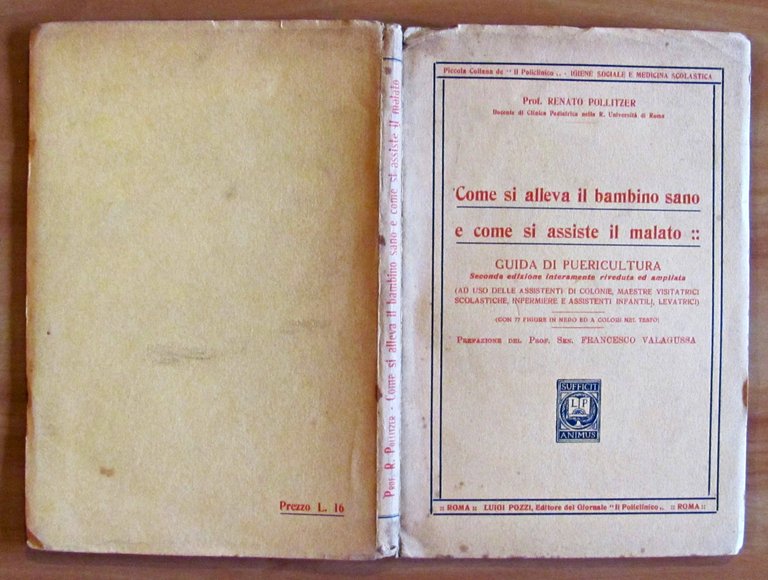 Piccola Collana de "Il Policlinico„ - IGIENE SOCIALE E MEDICINA SCOLASTICA
Prof. RENATO POLLITZER
Docente di Clinica Pediatrica nella R. Università di Roma
Come si alleva il bambino sano
e come si assiste il malato ::
GUIDA DI PUERICULTURA
Seconda edizione interamente riveduta ed ampliata
(AD USO DELLE ASSISTENTI DI COLONIE, MAESTRE VISITATRICI
SCOLASTICHE, INFERMIERE E ASSISTENTI INFANTILI, LEVATRICI)
(CON 77 FIGURE IN NERO ED A COLORI NEL TESTO)
PREFAZIONE DEL PROF. SEN. FRANCESCO VALAGUSSA
SUFFICIT
L P
ANIMUS
:: ROMA :: LUIGI POZZI, Editore del Giornale "Il Policlinico„ :: ROMA ::
PROF. R. POLLITZER - Come si alleva il bambino sano e come si assiste il malato
Prezzo L. 16